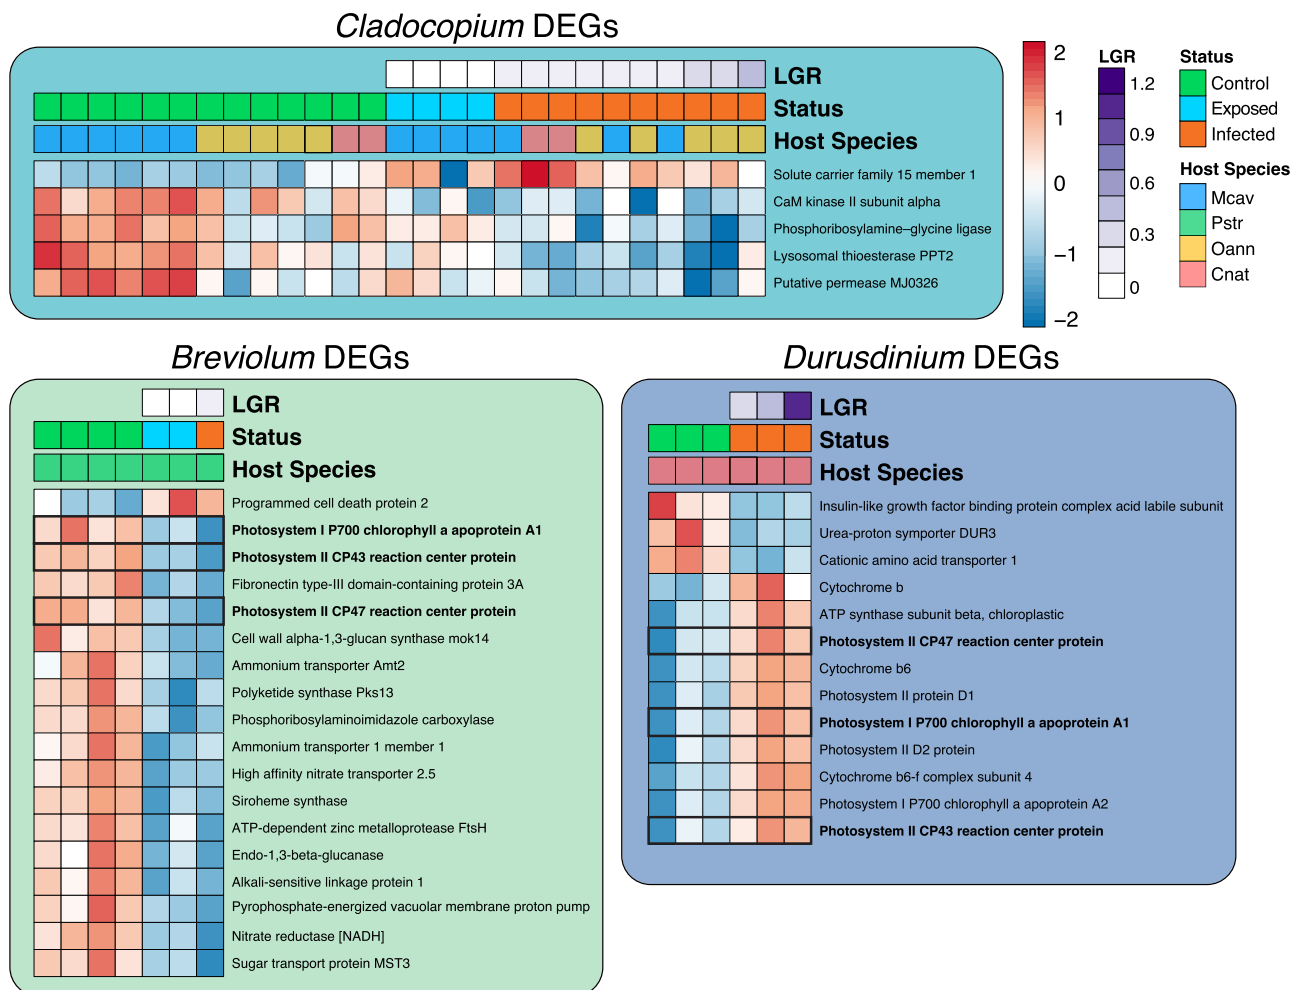 Cladocopium DEGs
LGR
Status
Host Species
Solute carrier family 15 member 1
CaM kinase II subunit alpha
Phosphoribosylamine–glycine ligase
Lysosomal thioesterase PPT2
Putative permease MJ0326
2
1
0
−1
−2
LGR
1.2
0.9
0.6
0.3
0
Status
Control
Exposed
Infected
Host Species
Mcav
Pstr
Oann
Cnat
Breviolum DEGs
LGR
Status
Host Species
Programmed cell death protein 2
Photosystem I P700 chlorophyll a apoprotein A1
Photosystem II CP43 reaction center protein
Fibronectin type-III domain-containing protein 3A
Photosystem II CP47 reaction center protein
Cell wall alpha-1,3-glucan synthase mok14
Ammonium transporter Amt2
Polyketide synthase Pks13
Phosphoribosylaminoimidazole carboxylase
Ammonium transporter 1 member 1
High affinity nitrate transporter 2.5
Siroheme synthase
ATP-dependent zinc metalloprotease FtsH
Endo-1,3-beta-glucanase
Alkali-sensitive linkage protein 1
Pyrophosphate-energized vacuolar membrane proton pump
Nitrate reductase [NADH]
Sugar transport protein MST3
Durusdinium DEGs
LGR
Status
Host Species
Insulin-like growth factor binding protein complex acid labile subunit
Urea-proton symporter DUR3
Cationic amino acid transporter 1
Cytochrome b
ATP synthase subunit beta, chloroplastic
Photosystem II CP47 reaction center protein
Cytochrome b6
Photosystem II protein D1
Photosystem I P700 chlorophyll a apoprotein A1
Photosystem II D2 protein
Cytochrome b6-f complex subunit 4
Photosystem I P700 chlorophyll a apoprotein A2
Photosystem II CP43 reaction center protein